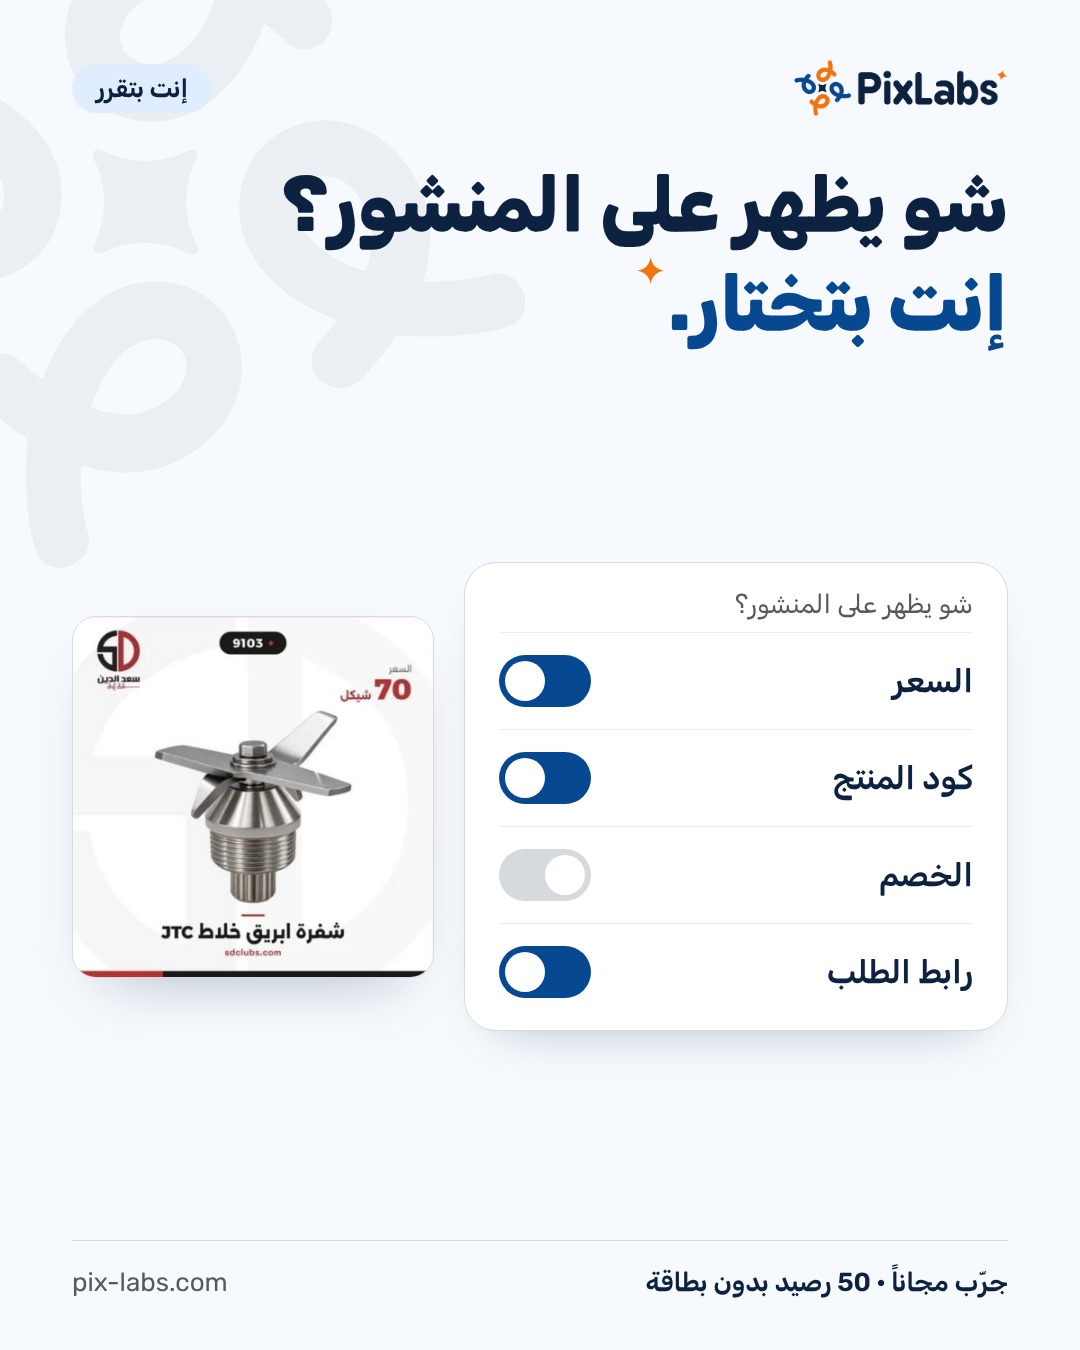 PixLabs
إنت بتقرر
شو يظهر على المنشور؟
إنت بتختار.
شو يظهر على المنشور؟
السعر
كود المنتج
الخصم
رابط الطلب
9103
السعر
70 شيكل
SD
سعد الدين
شفرة ابريق خلاط JTC
sdclubs.com
جرّب مجاناً • 50 رصيد بدون بطاقة
pix-labs.com